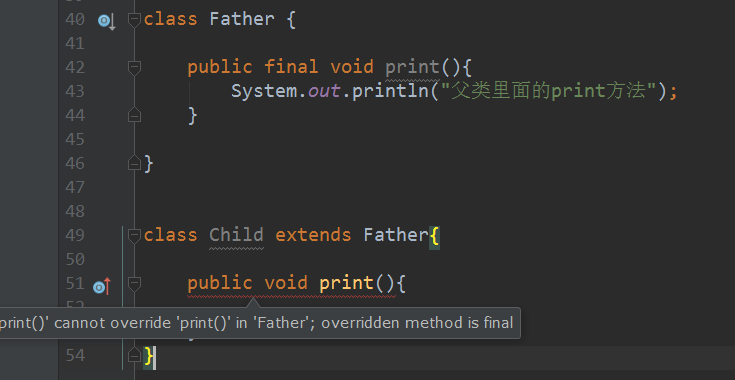 40 class Father {
41
42 public final void print(){
43 System.out.println("父类里面的print方法");
44 }
45
46 }
47
48
49 class Child extends Father{
50
51 public void print(){
print()' cannot override 'print()' in 'Father'; overridden method is final
54 }